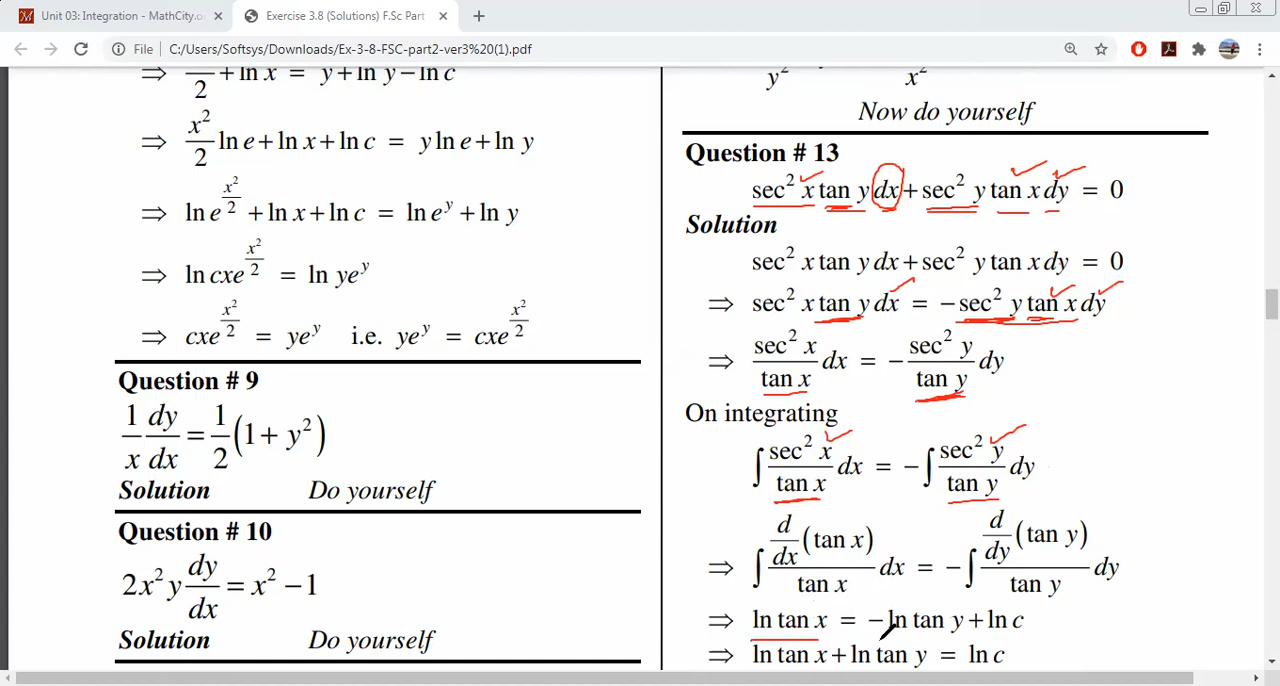 Unit 03: Integration - MathCity.o
Exercise 3.8 (Solutions) F.Sc Part
File C:/Users/Softsys/Downloads/Ex-3-8-FSC-part2-ver3%20(1).pdf
⇒ /2 + ln x = y + ln y − ln c
⇒ x²/2 ln e + ln x + ln c = y ln e + ln y
⇒ ln e^(x²/2) + ln x + ln c = ln e^y + ln y
⇒ ln cxe^(x²/2) = ln ye^y
⇒ cxe^(x²/2) = ye^y i.e. ye^y = cxe^(x²/2)
Question # 9
1/x dy/dx = 1/2 (1 + y²)
Solution Do yourself
Question # 10
2x²y dy/dx = x² − 1
Solution Do yourself
y² x²
Now do yourself
Question # 13
sec² x tan y dx + sec² y tan x dy = 0
Solution
sec² x tan y dx + sec² y tan x dy = 0
⇒ sec² x tan y dx = − sec² y tan x dy
⇒ sec² x / tan x dx = − sec² y / tan y dy
On integrating
∫ sec² x / tan x dx = − ∫ sec² y / tan y dy
⇒ ∫ d/dx (tan x) / tan x dx = − ∫ d/dy (tan y) / tan y dy
⇒ ln tan x = − ln tan y + ln c
⇒ ln tan x + ln tan y = ln c